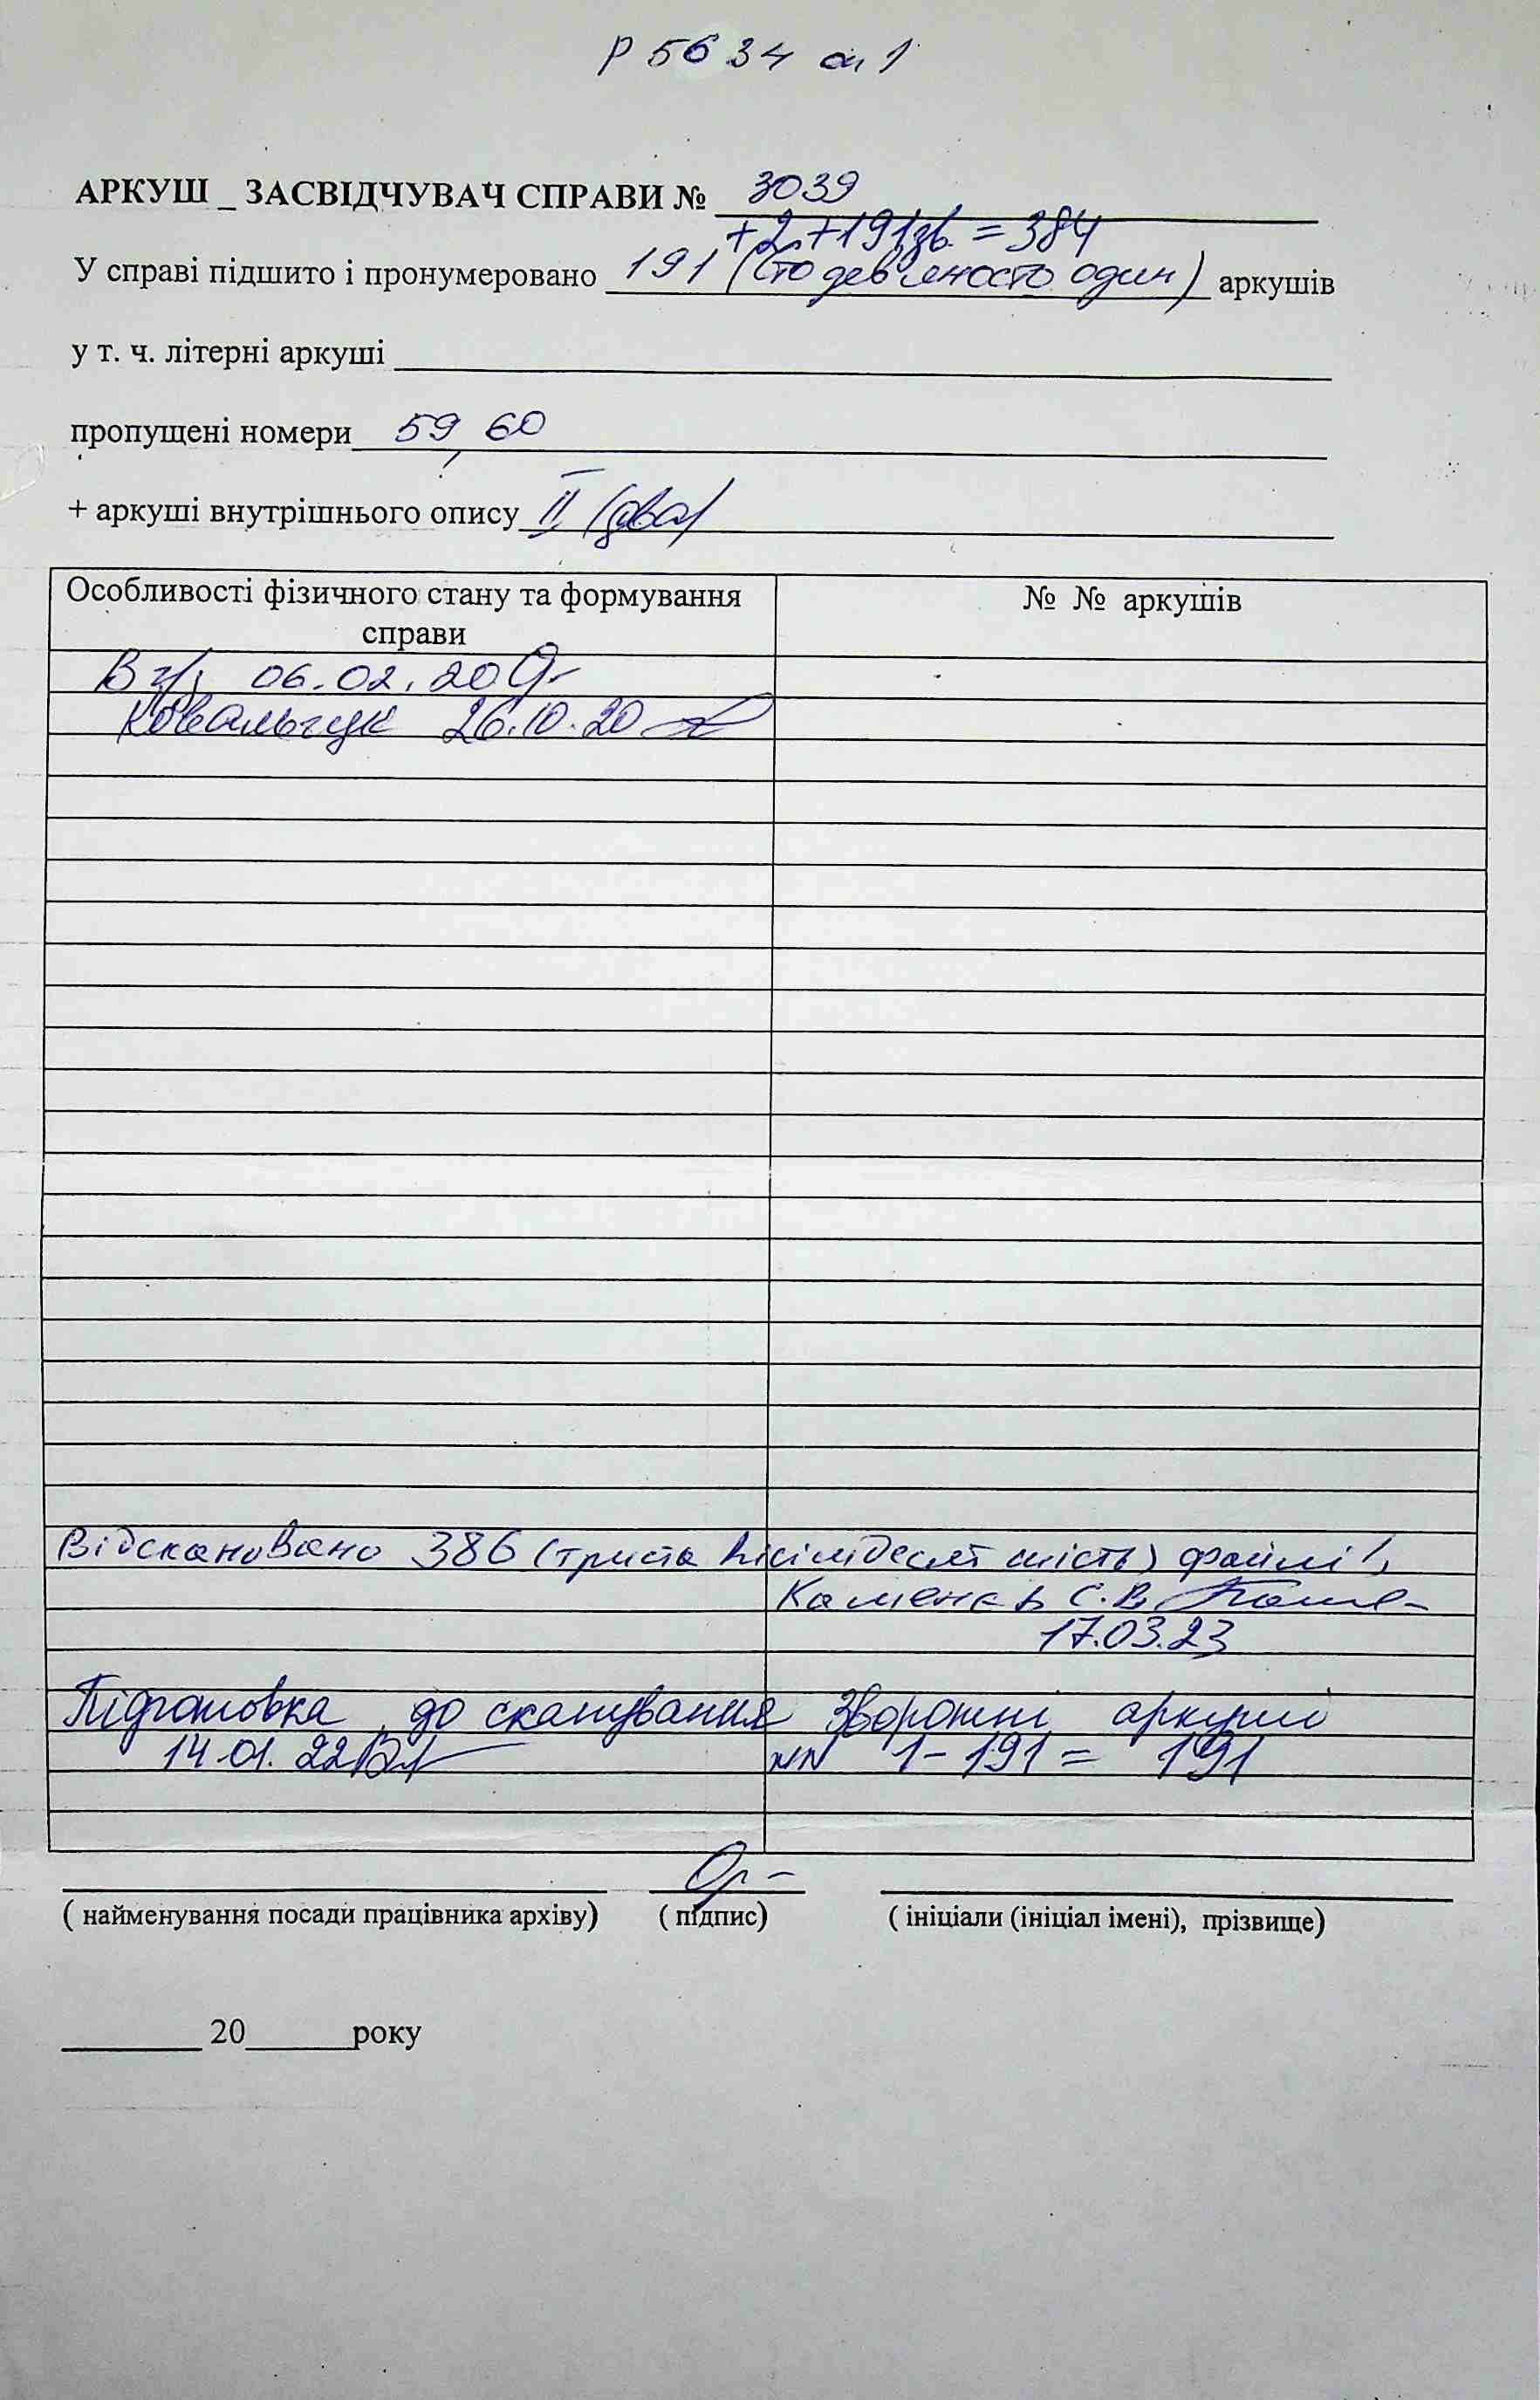 Р 5634 оп 1
АРКУШ _ ЗАСВІДЧУВАЧ СПРАВИ № 3039
+2+191зв. = 384
У справі підшито і пронумеровано 191 (сто дев'яносто один) аркушів
у т. ч. літерні аркуші
пропущені номери 59, 60
+ аркуші внутрішнього опису II (два)
Особливості фізичного стану та формування № № аркушів
справи
06.02.20
Ковальчук 26.10.20
Відскановано 386 (триста вісімдесят шість) файлів
Каменєв С.В.
17.03.23
Підготовка до сканування Зворотні аркуші
14.01.22 NN 1-191 = 191
( найменування посади працівника архіву) ( підпис) ( ініціали (ініціал імені), прізвище)
20 року